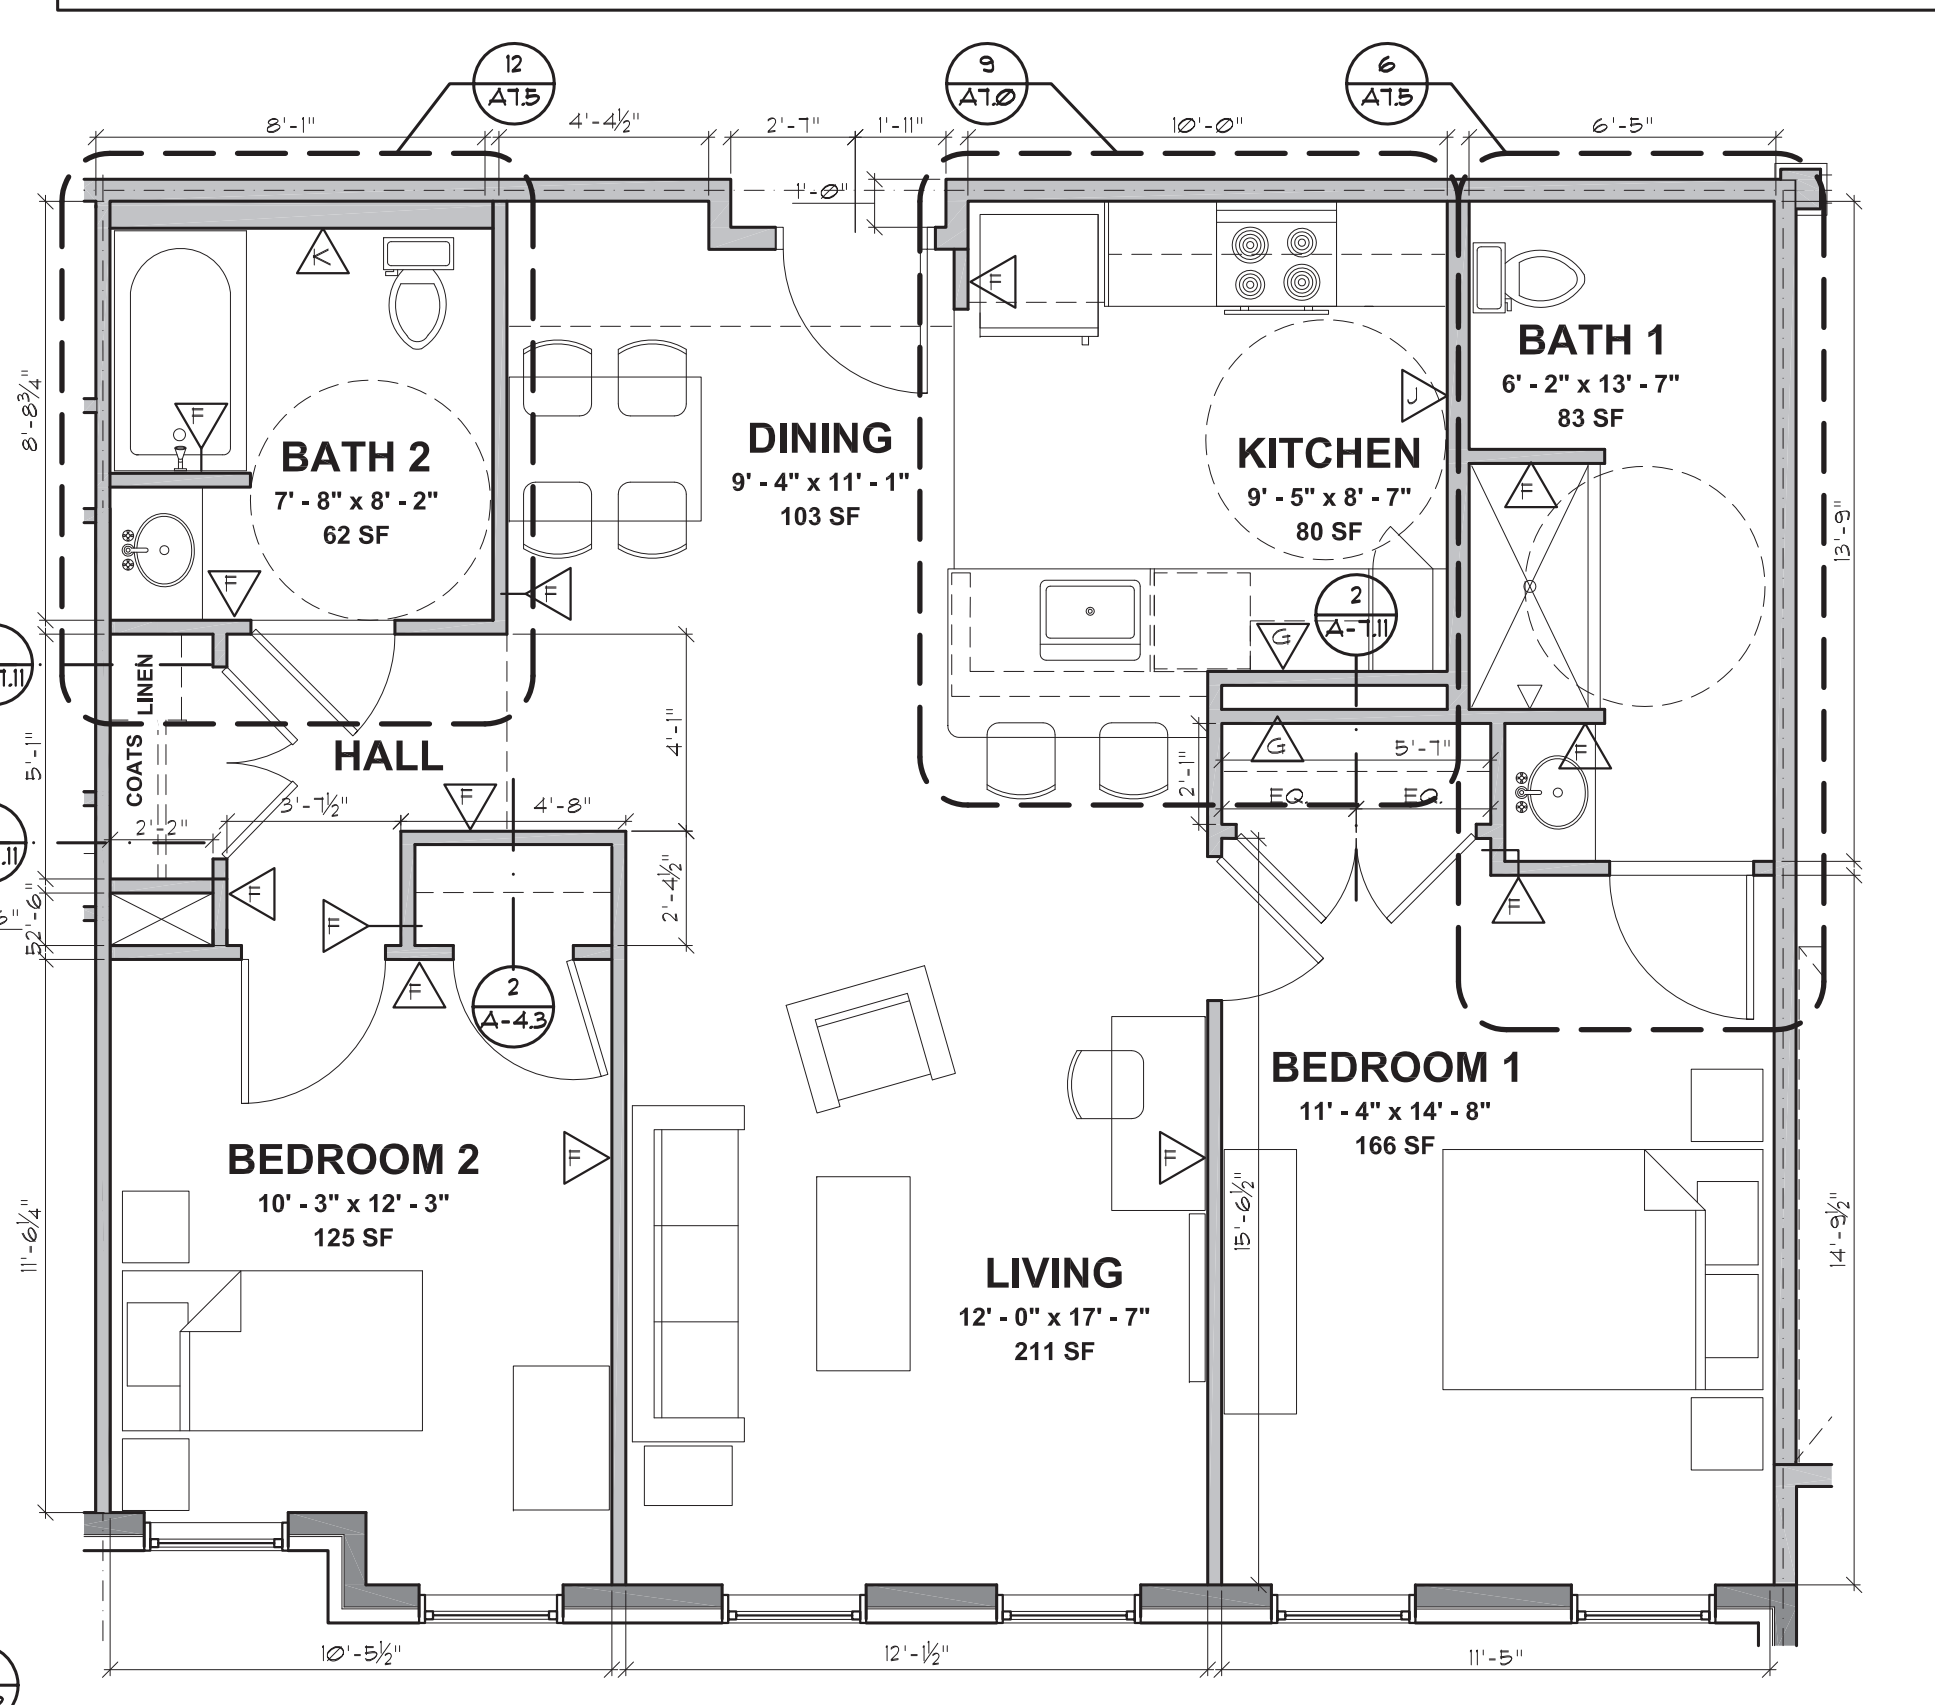 12
A7.5
9
A7.0
6
A7.5
8'-1"
4'-4½"
2'-7"
1'-11"
10'-0"
6'-5"
1'-0"
K
F
F
F
F
J
G
BATH 1
6' - 2" x 13' - 7"
83 SF
8'-8¾"
BATH 2
7' - 8" x 8' - 2"
62 SF
DINING
9' - 4" x 11' - 1"
103 SF
KITCHEN
9' - 5" x 8' - 7"
80 SF
F
13'-9"
2
A-7.11
7.11
LINEN
COATS
HALL
5'-1"
4'-1"
G
5'-7"
F
2'-1"
EQ.
EQ.
2'-2"
3'-7½"
F
4'-8"
.11
2'-4½"
F
F
F
F
2'-6"
2
A-4.3
BEDROOM 1
11' - 4" x 14' - 8"
166 SF
BEDROOM 2
10' - 3" x 12' - 3"
125 SF
F
F
11'-6¼"
15'-6½"
14'-9½"
LIVING
12' - 0" x 17' - 7"
211 SF
10'-5½"
12'-1½"
11'-5"